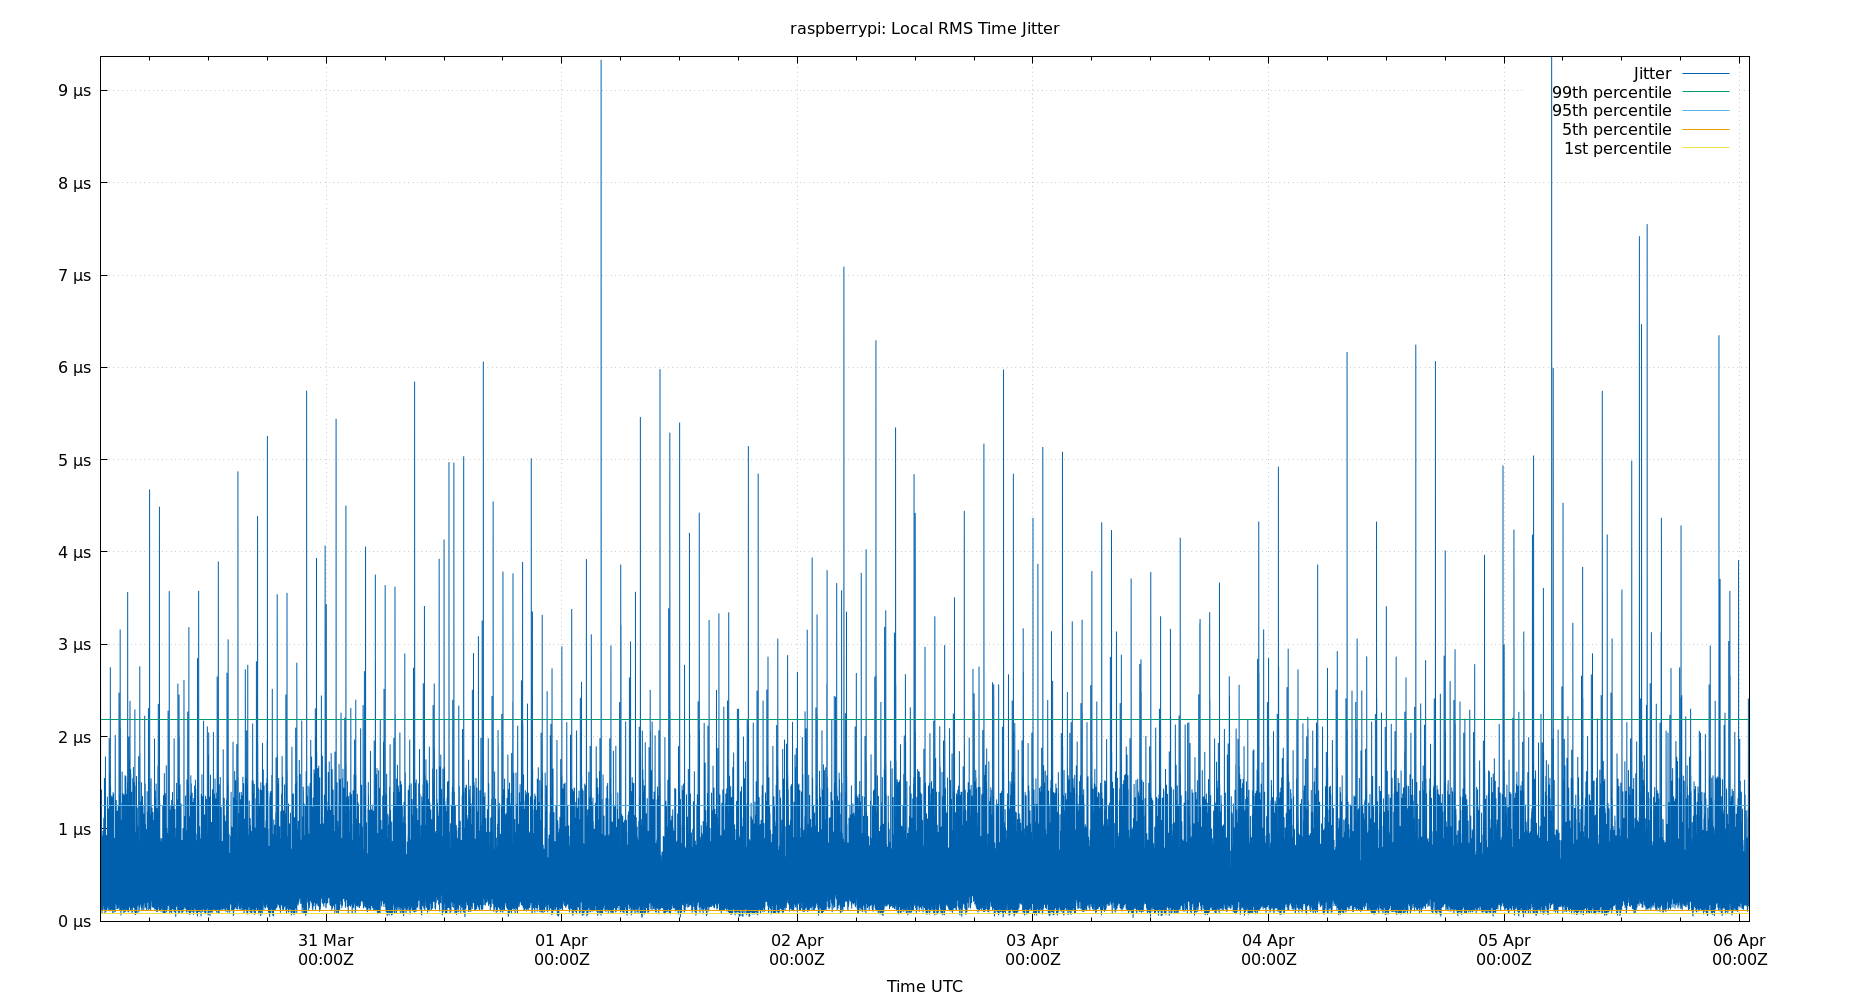 raspberrypi: Local RMS Time Jitter
Jitter
99th percentile
95th percentile
5th percentile
1st percentile
9 µs
8 µs
7 µs
6 µs
5 µs
4 µs
3 µs
2 µs
1 µs
0 µs
31 Mar 01 Apr 02 Apr 03 Apr 04 Apr 05 Apr 06 Apr
00:00Z 00:00Z 00:00Z 00:00Z 00:00Z 00:00Z 00:00Z
Time UTC